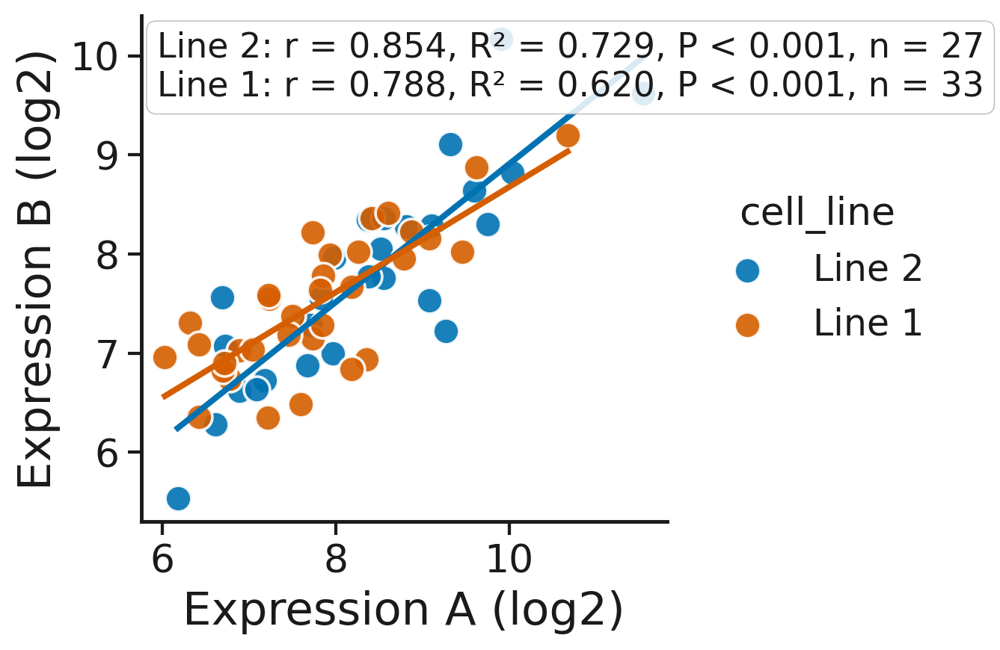 Line 2: r = 0.854, R² = 0.729, P < 0.001, n = 27
Line 1: r = 0.788, R² = 0.620, P < 0.001, n = 33
10
9
8
7
6
Expression B (log2)
cell_line
Line 2
Line 1
6 8 10
Expression A (log2)